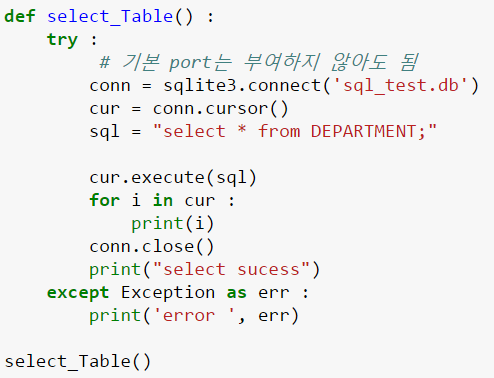 def select_Table() :
    try :
         # 기본 port는 부여하지 않아도 됨
        conn = sqlite3.connect('sql_test.db')
        cur = conn.cursor()
        sql = "select * from DEPARTMENT;"

        cur.execute(sql)
        for i in cur :
            print(i)
        conn.close()
        print("select sucess")
    except Exception as err :
        print('error ', err)

select_Table()